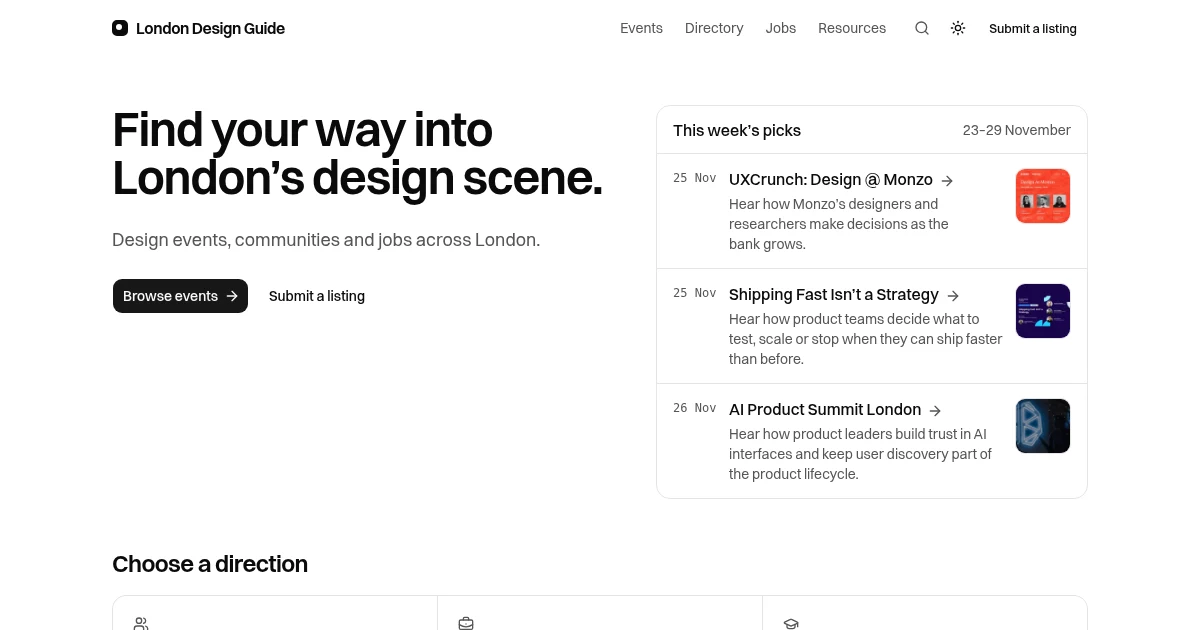 London Design Guide
Events
Directory
Jobs
Resources
Submit a listing
Find your way into
London’s design scene.
Design events, communities and jobs across London.
Browse events →
Submit a listing
This week’s picks
23–29 November
25 Nov
UXCrunch: Design @ Monzo →
Hear how Monzo’s designers and
researchers make decisions as the
bank grows.
25 Nov
Shipping Fast Isn’t a Strategy →
Hear how product teams decide what to
test, scale or stop when they can ship faster
than before.
26 Nov
AI Product Summit London →
Hear how product leaders build trust in AI
interfaces and keep user discovery part of
the product lifecycle.
Choose a direction